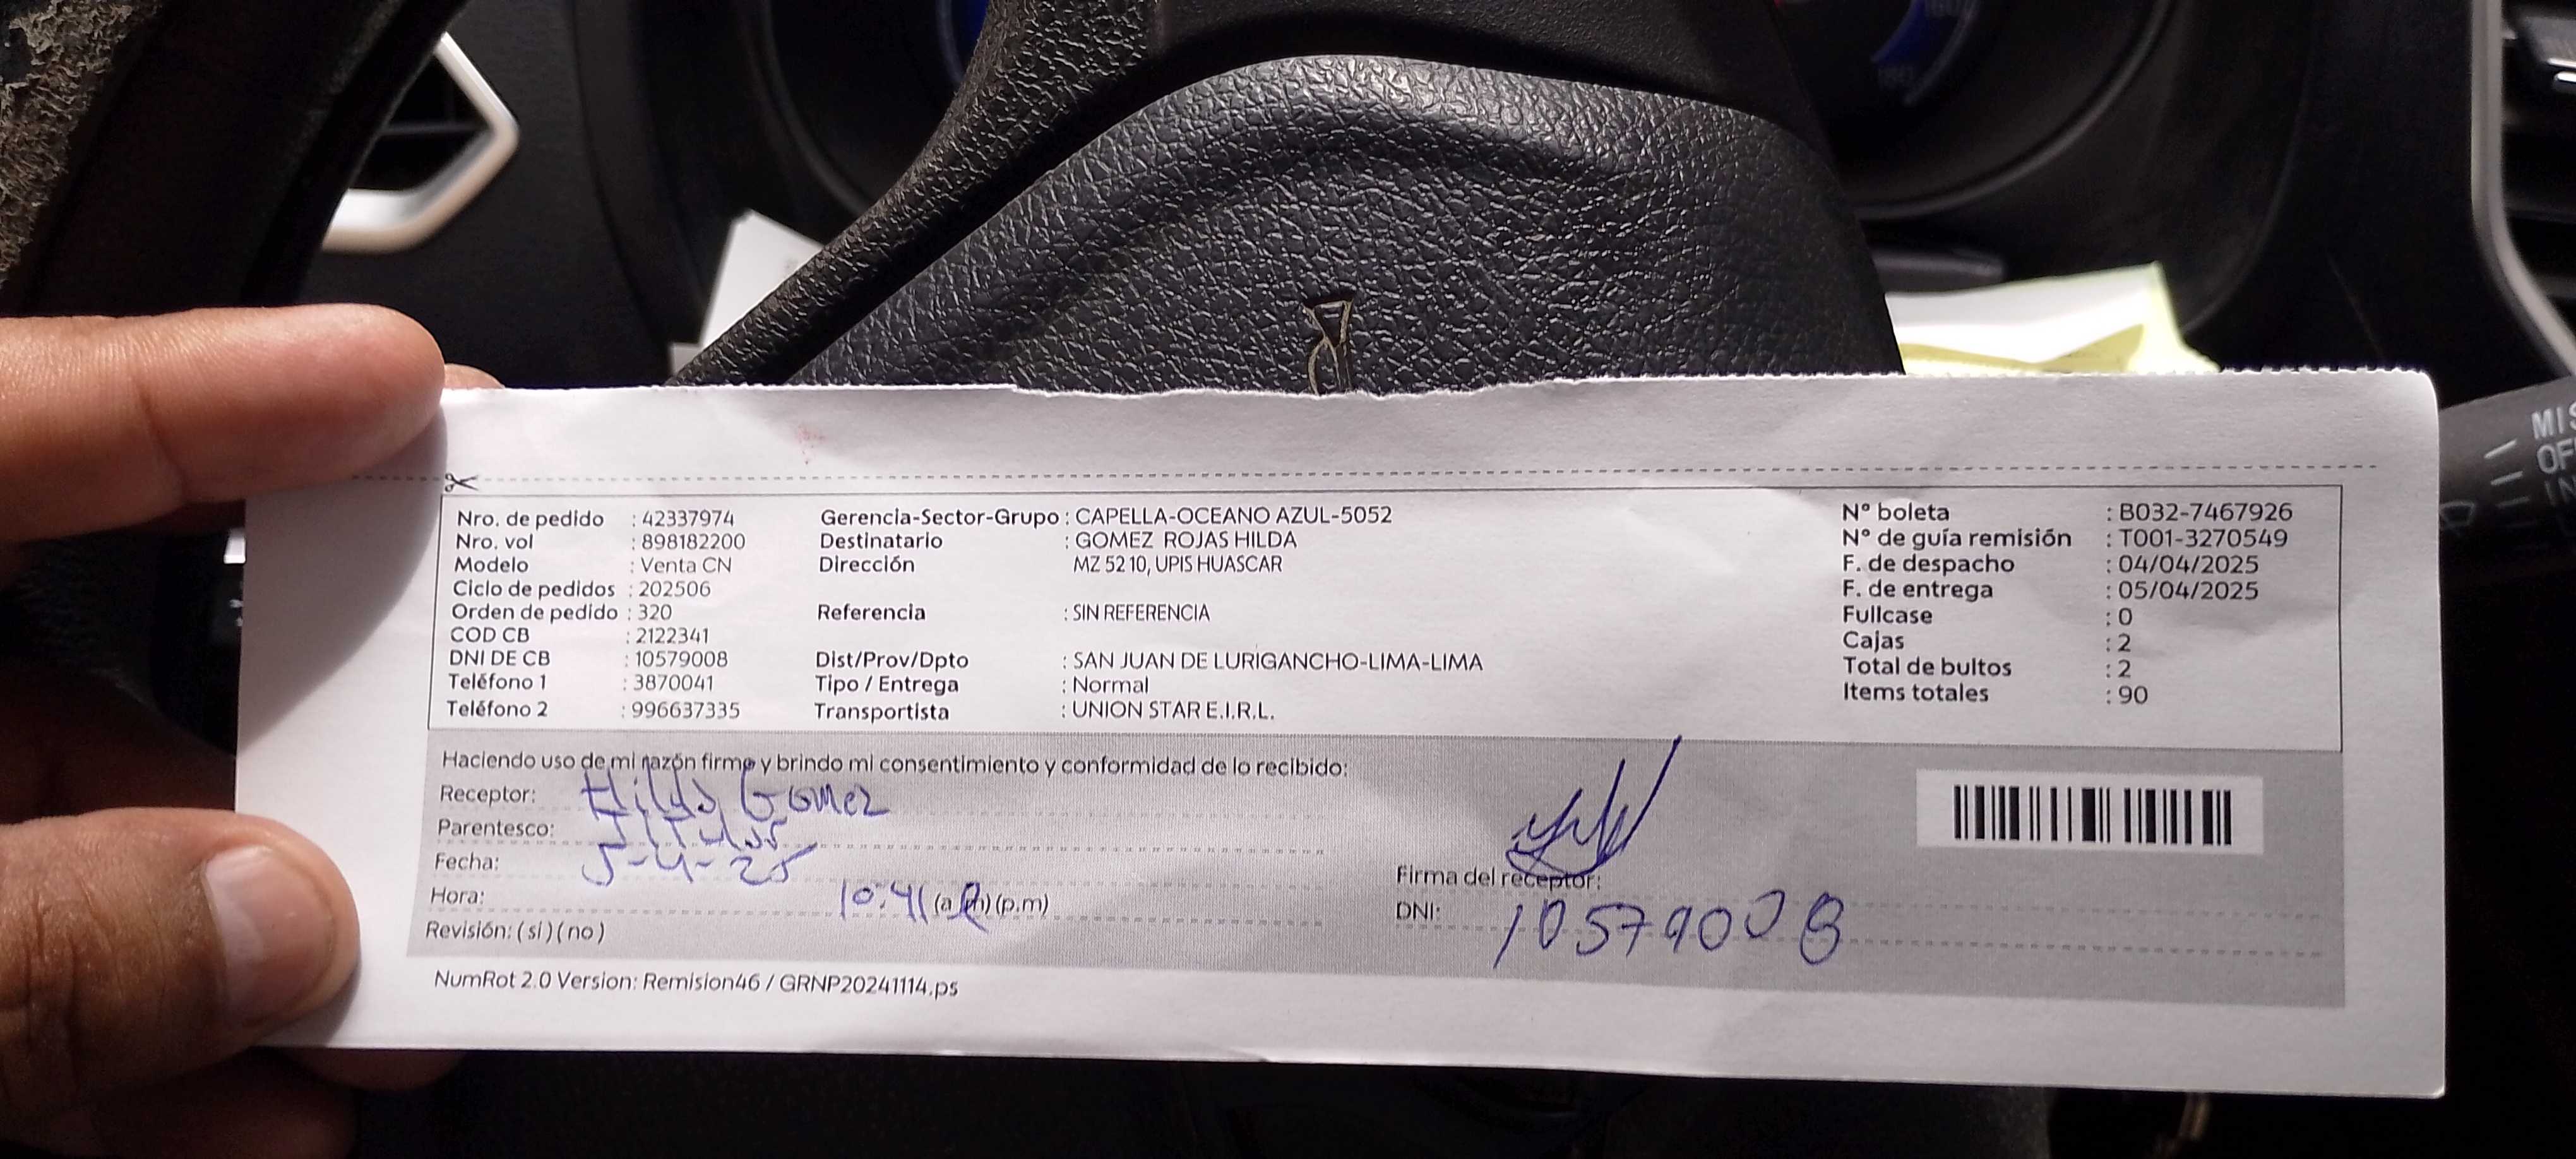 Nro. de pedido : 42337974
Nro. vol : 898182200
Modelo : Venta CN
Ciclo de pedidos : 202506
Orden de pedido : 320
COD CB : 2122341
DNI DE CB : 10579008
Teléfono 1 : 3870041
Teléfono 2 : 996637335
Gerencia-Sector-Grupo : CAPELLA-OCEANO AZUL-5052
Destinatario : GOMEZ ROJAS HILDA
Dirección MZ 52 10, UPIS HUASCAR
Referencia : SIN REFERENCIA
Dist/Prov/Dpto : SAN JUAN DE LURIGANCHO-LIMA-LIMA
Tipo / Entrega : Normal
Transportista : UNION STAR E.I.R.L.
N° boleta : B032-7467926
N° de guía remisión : T001-3270549
F. de despacho : 04/04/2025
F. de entrega : 05/04/2025
Fullcase : 0
Cajas : 2
Total de bultos : 2
Items totales : 90
Haciendo uso de mi razón firmo y brindo mi consentimiento y conformidad de lo recibido:
Receptor: Hilda Gomez
Parentesco: Titular
Fecha: 5-4-25
Hora: 10:41 (a.m) (p.m)
Revisión: ( si ) ( no )
Firma del receptor:
DNI: 10579008
NumRot 2.0 Version: Remision46 / GRNP20241114.ps